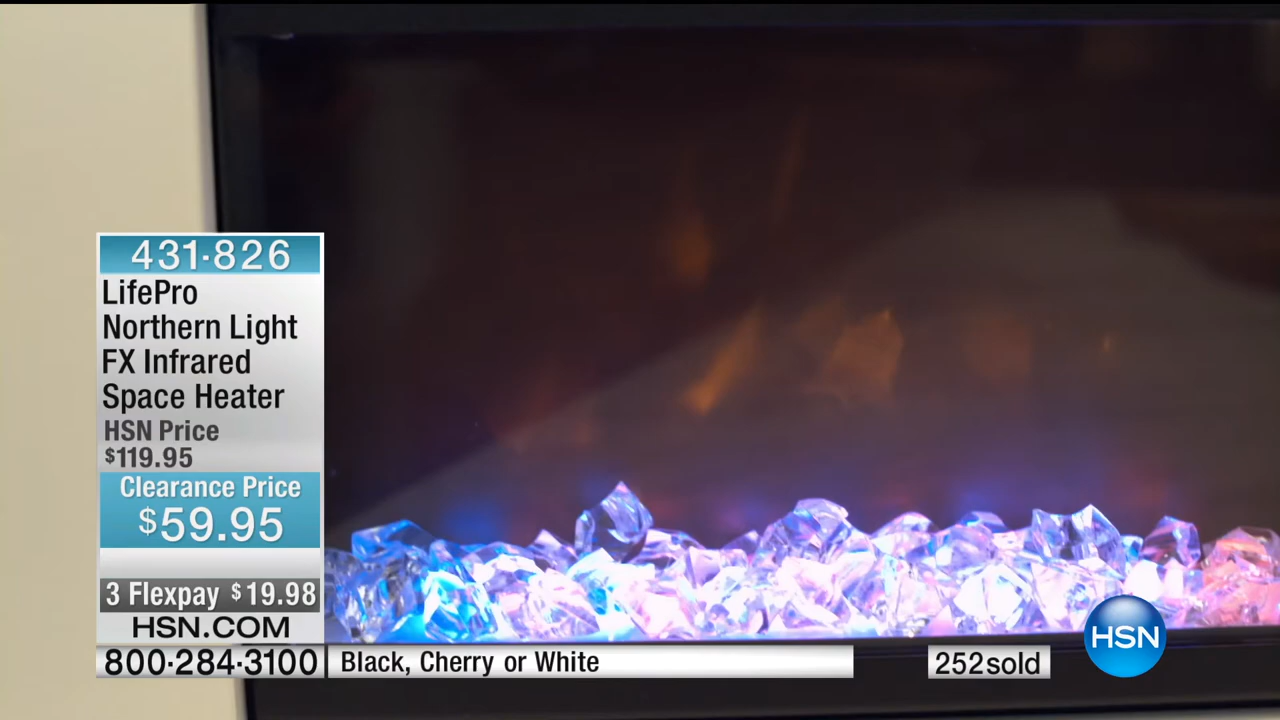 431·826
LifePro
Northern Light
FX Infrared
Space Heater
HSN Price
$119.95
Clearance Price
$59.95
3 Flexpay $19.98
HSN.COM
800·284·3100
Black, Cherry or White
252sold
HSN